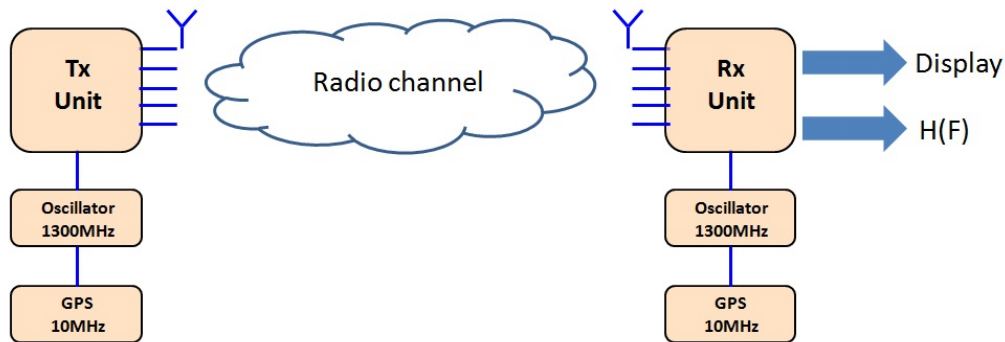 Tx
Unit
Radio channel
Rx
Unit
Display
H(F)
Oscillator
1300MHz
Oscillator
1300MHz
GPS
10MHz
GPS
10MHz